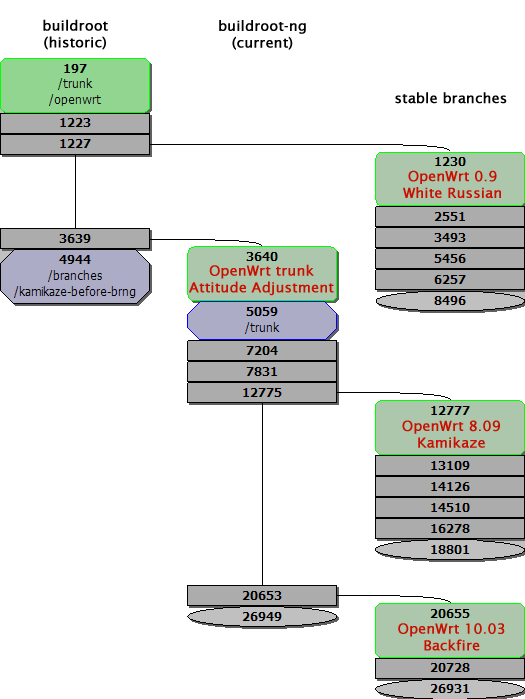 buildroot
(historic)
buildroot-ng
(current)
stable branches
197
/trunk
/openwrt
1223
1227
3639
4944
/branches
/kamikaze-before-brng
3640
OpenWrt trunk
Attitude Adjustment
5059
/trunk
7204
7831
12775
20653
26949
1230
OpenWrt 0.9
White Russian
2551
3493
5456
6257
8496
12777
OpenWrt 8.09
Kamikaze
13109
14126
14510
16278
18801
20655
OpenWrt 10.03
Backfire
20728
26931